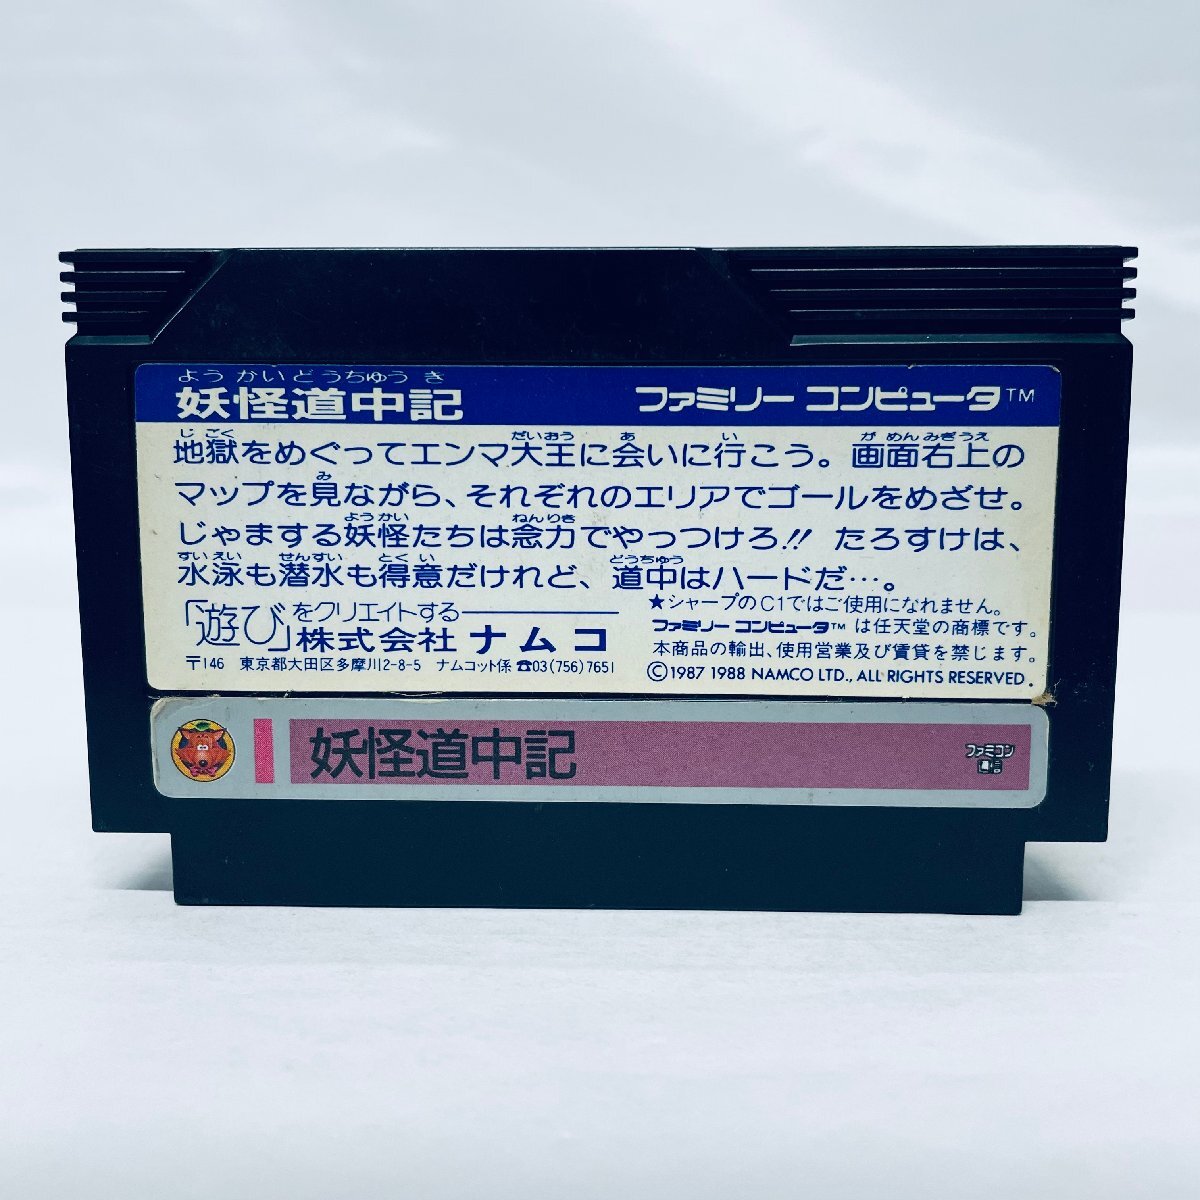 ようかいどうちゅうき
妖怪道中記 ファミリー コンピュータ™
じごく だいおう あ い がめんみぎうえ
地獄をめぐってエンマ大王に会いに行こう。画面右上の
み
マップを見ながら、それぞれのエリアでゴールをめざせ。
ようかい ねんりき
じゃまする妖怪たちは念力でやっつけろ!! たろすけは、
すいえい せんすい とくい どうちゅう
水泳も潜水も得意だけれど、道中はハードだ…。
「遊び」をクリエイトする
株式会社 ナムコ
〒146 東京都大田区多摩川2-8-5 ナムコット係 ☎03(756)7651
★シャープのC1ではご使用になれません。
ファミリー コンピュータ™ は任天堂の商標です。
本商品の輸出、使用営業及び賃貸を禁じます。
©1987 1988 NAMCO LTD., ALL RIGHTS RESERVED.
妖怪道中記
ファミコン
通信